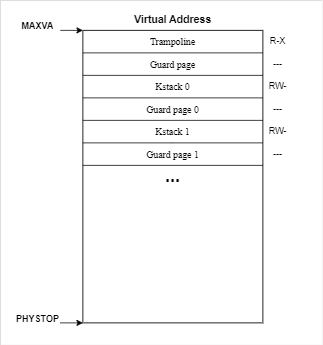 Virtual Address
MAXVA
Trampoline R-X
Guard page ---
Kstack 0 RW-
Guard page 0 ---
Kstack 1 RW-
Guard page 1 ---
...
PHYSTOP